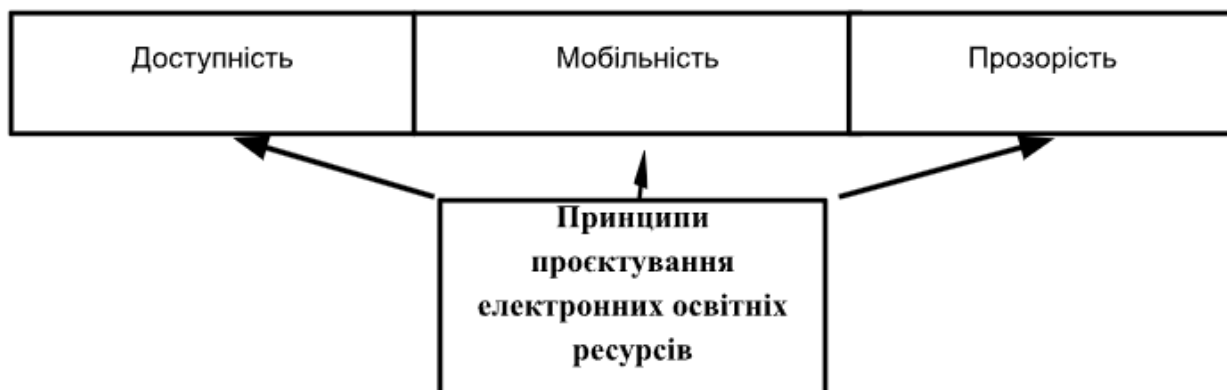 Доступність
Мобільність
Прозорість
Принципи
проєктування
електронних освітніх
ресурсів